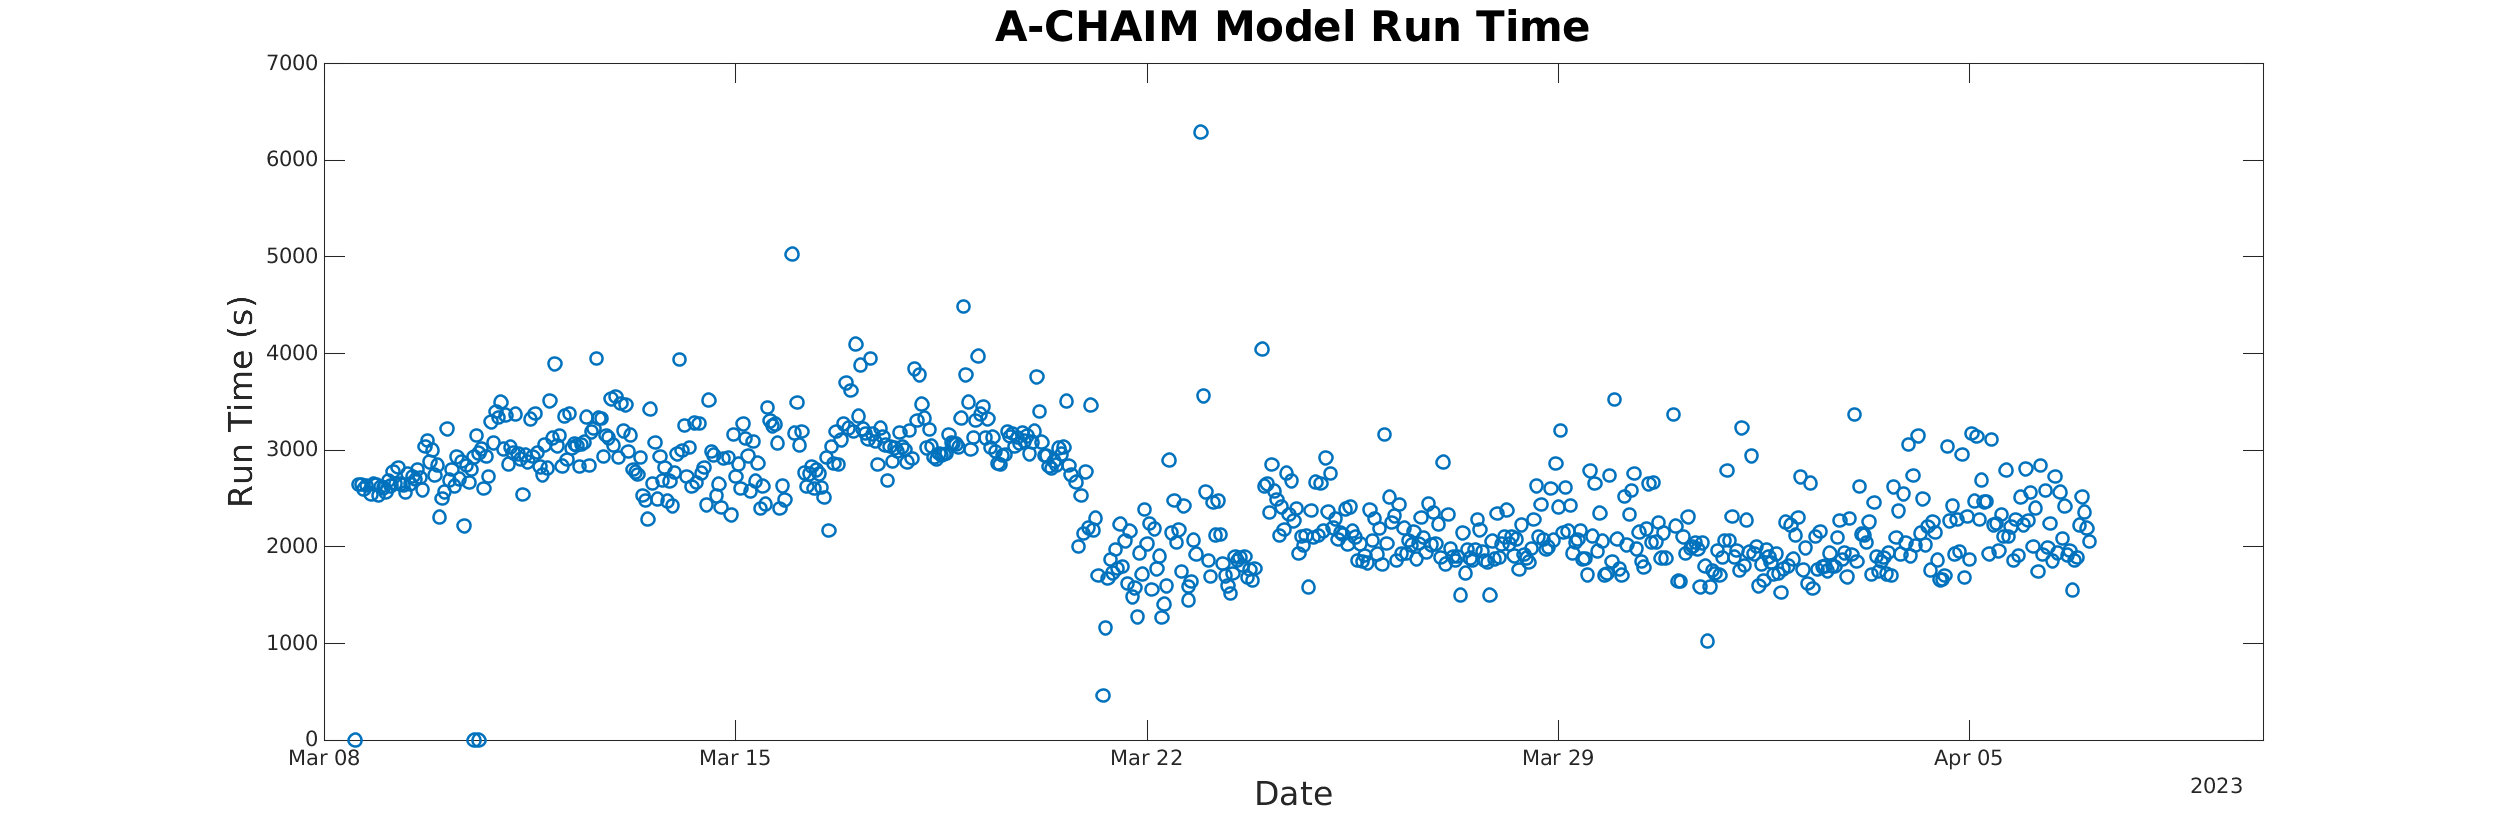 A-CHAIM Model Run Time
7000
6000
5000
4000
3000
2000
1000
0
Run Time (s)
Mar 08
Mar 15
Mar 22
Mar 29
Apr 05
2023
Date